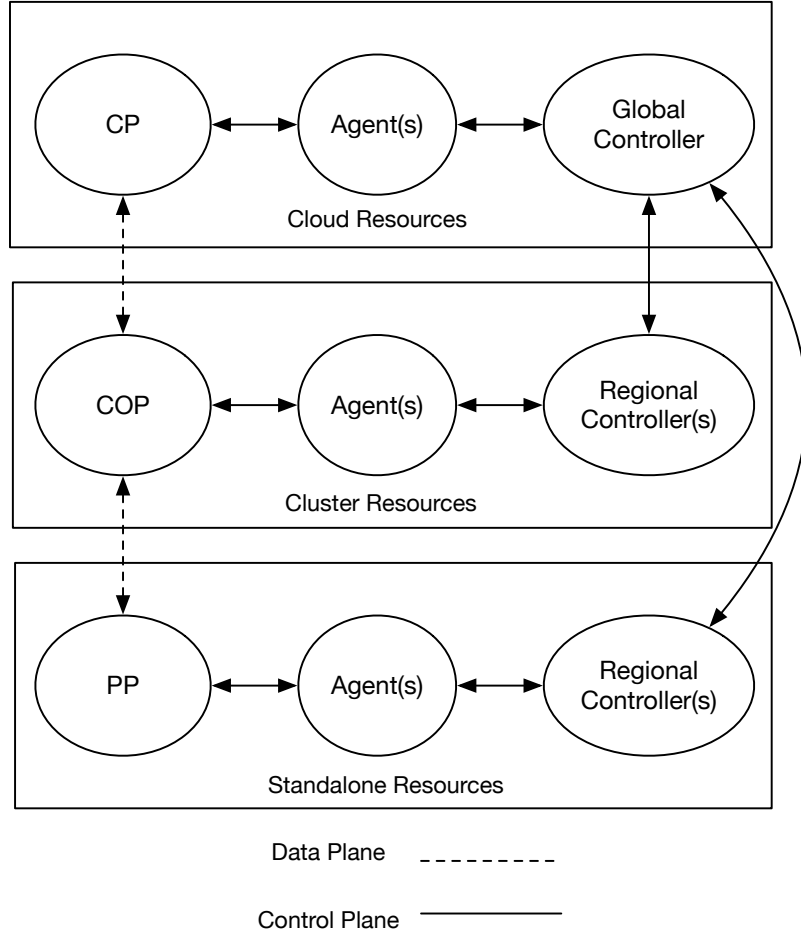 CP
Agent(s)
Global
Controller
Cloud Resources
COP
Agent(s)
Regional
Controller(s)
Cluster Resources
PP
Agent(s)
Regional
Controller(s)
Standalone Resources
Data Plane
Control Plane